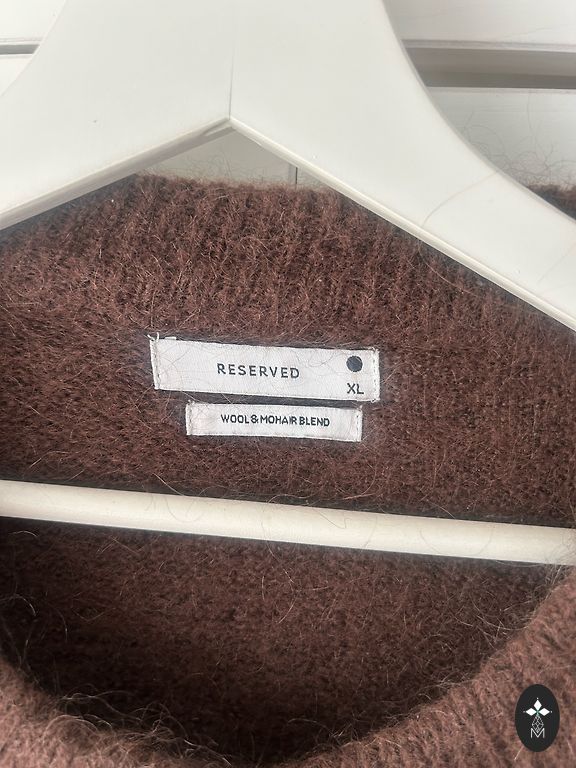 RESERVED
XL
WOOL & MOHAIR BLEND
M